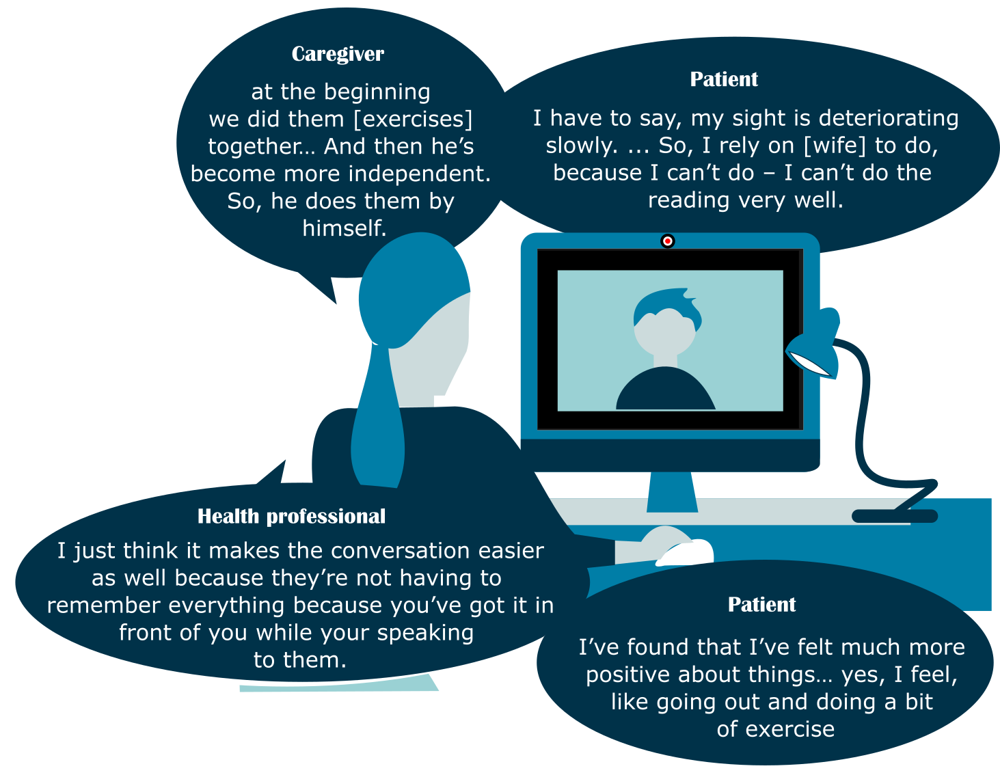 Caregiver
at the beginning
we did them [exercises]
together… And then he’s
become more independent.
So, he does them by
himself.
Patient
I have to say, my sight is deteriorating
slowly. ... So, I rely on [wife] to do,
because I can’t do – I can’t do the
reading very well.
Health professional
I just think it makes the conversation easier
as well because they’re not having to
remember everything because you’ve got it in
front of you while your speaking
to them.
Patient
I’ve found that I’ve felt much more
positive about things… yes, I feel,
like going out and doing a bit
of exercise